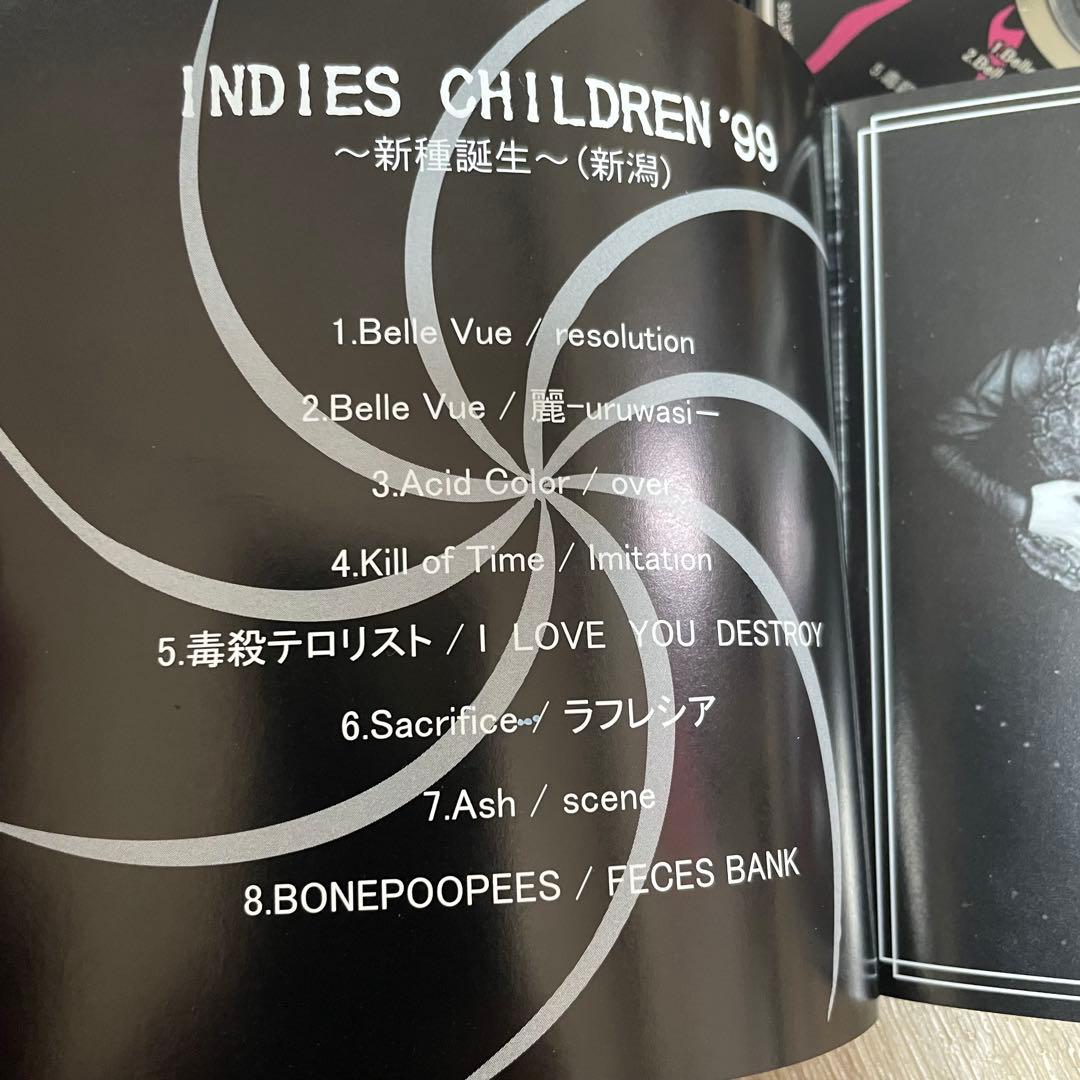 INDIES CHILDREN '99
～新種誕生～(新潟)
1.Belle Vue / resolution
2.Belle Vue / 麗-uruwasi－
3.Acid Color / over
4.Kill of Time / Imitation
5.毒殺テロリスト / I LOVE YOU DESTROY
6.Sacrifice… / ラフレシア
7.Ash / scene
8.BONEPOOPEES / FECES BANK
1.Belle